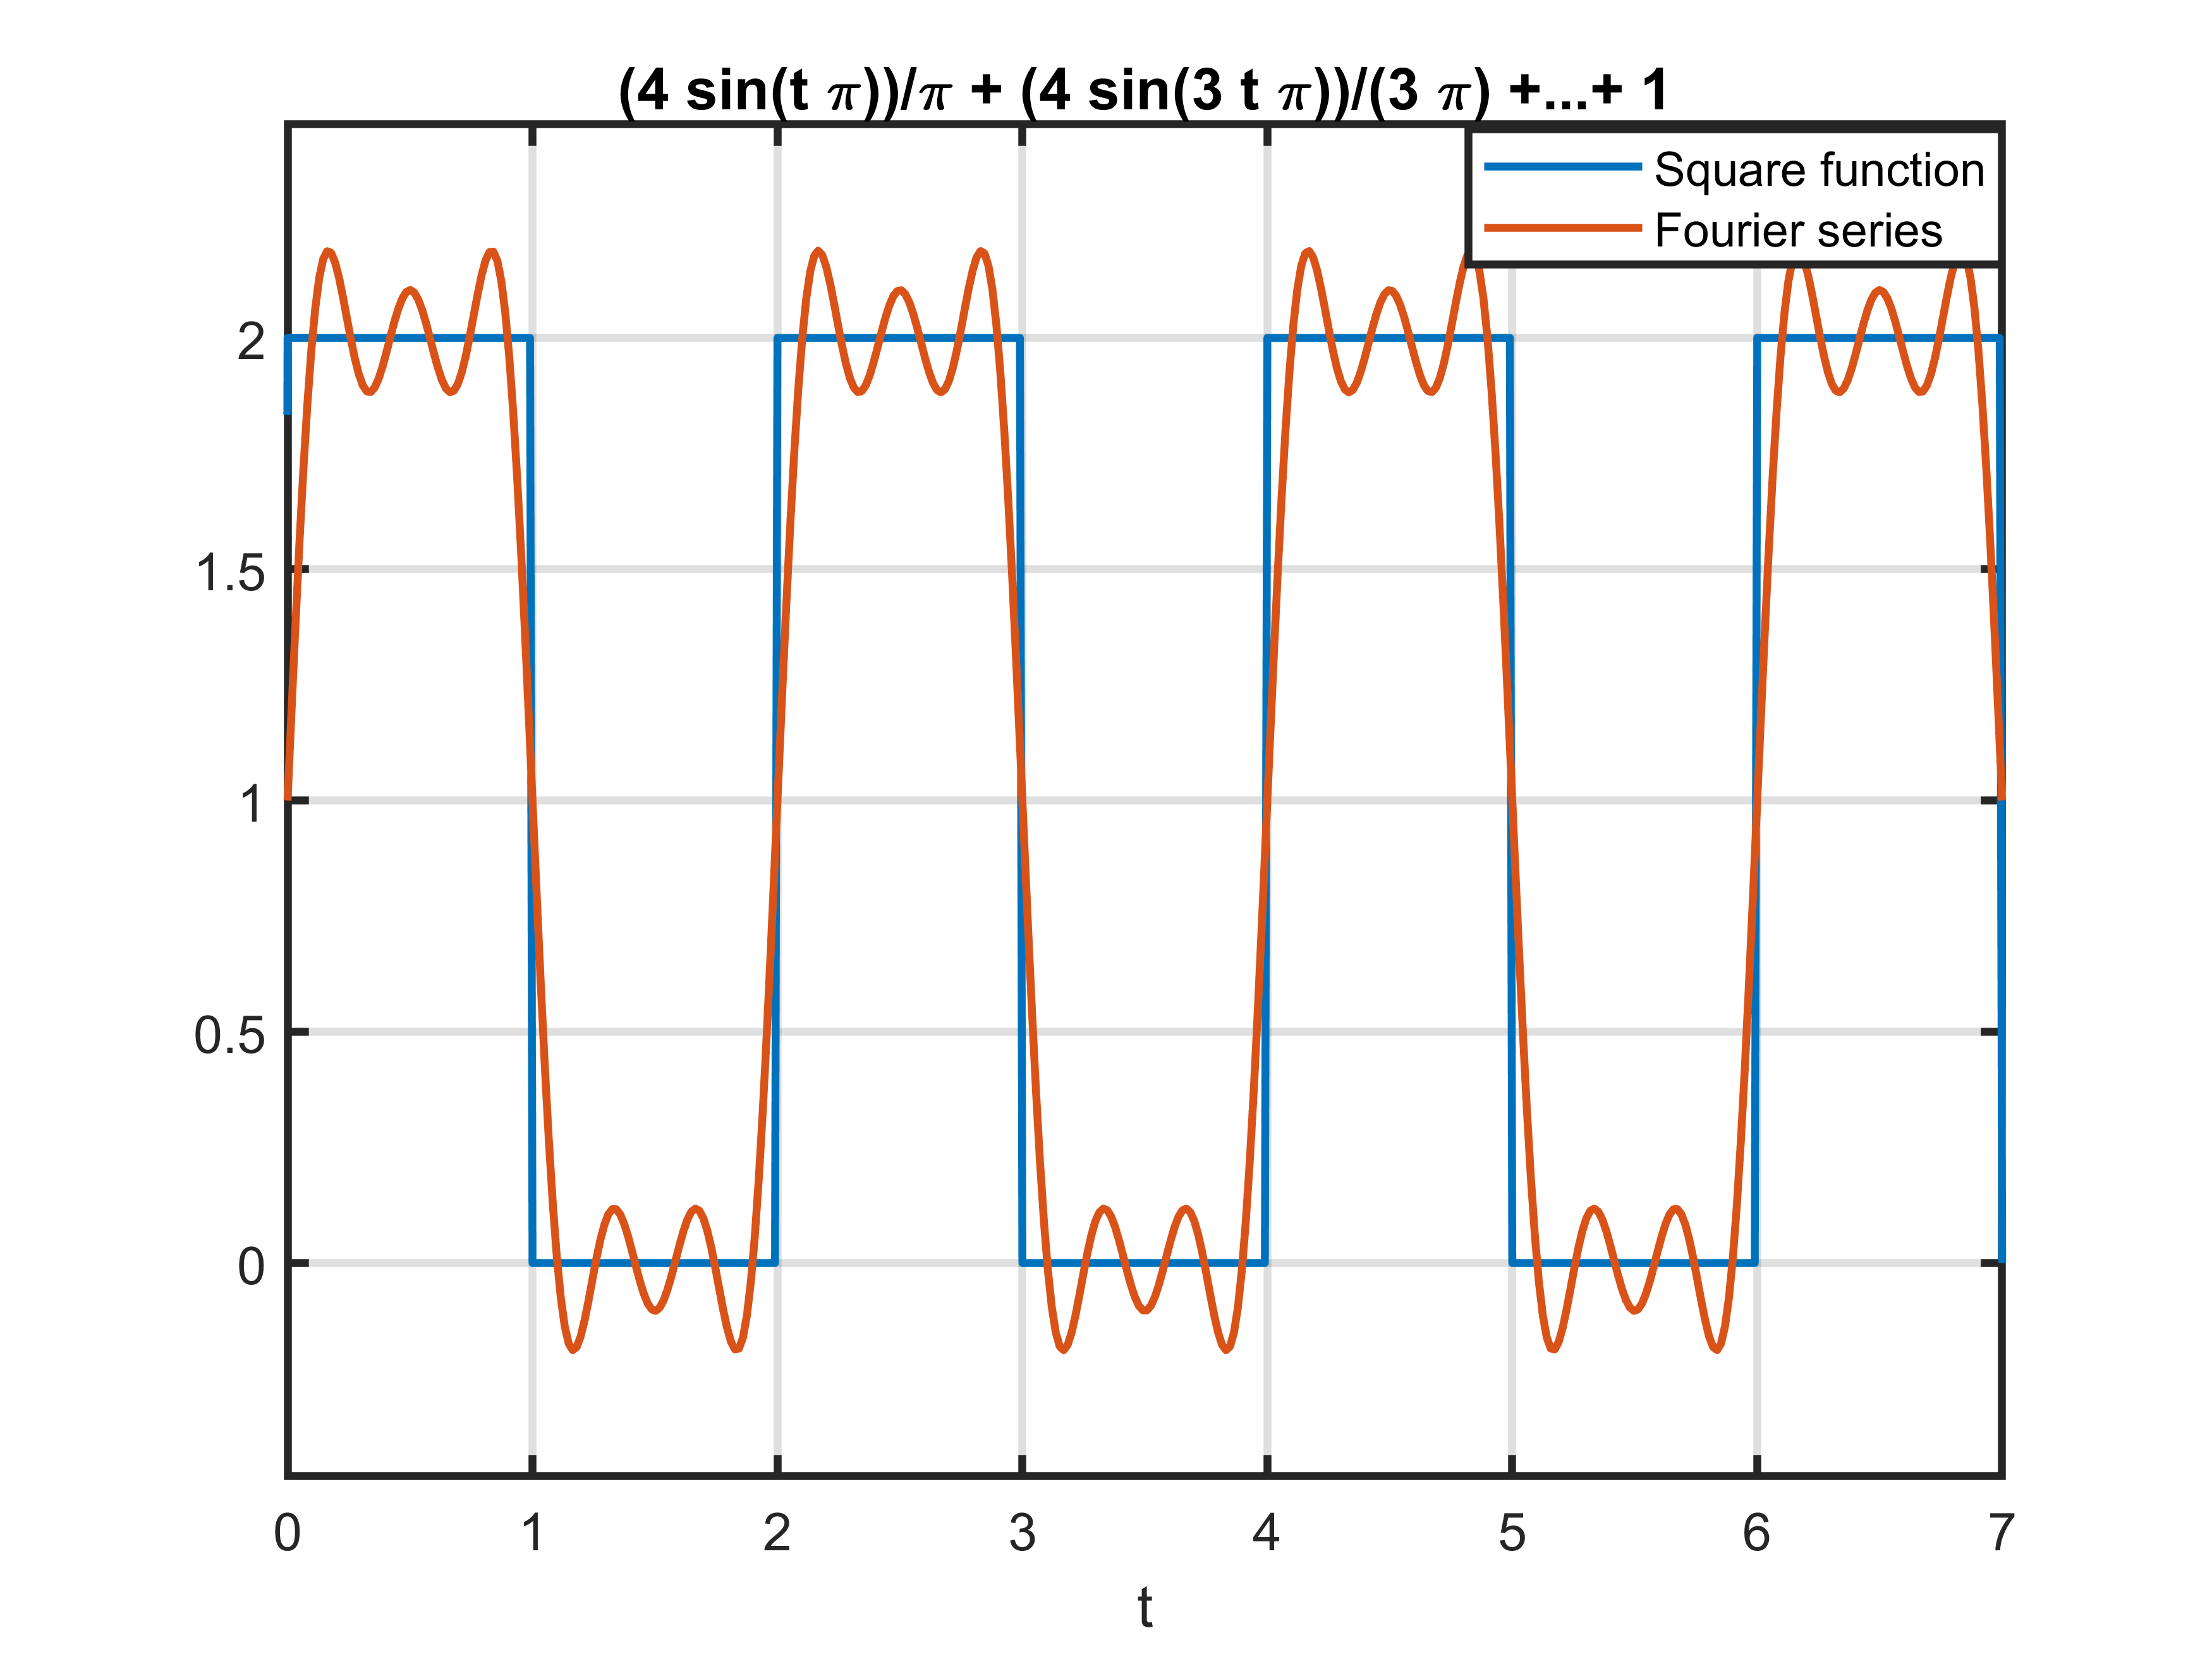 (4 sin(t π))/π + (4 sin(3 t π))/(3 π) +...+ 1
Square function
Fourier series
2
1.5
1
0.5
0
0 1 2 3 4 5 6 7
t